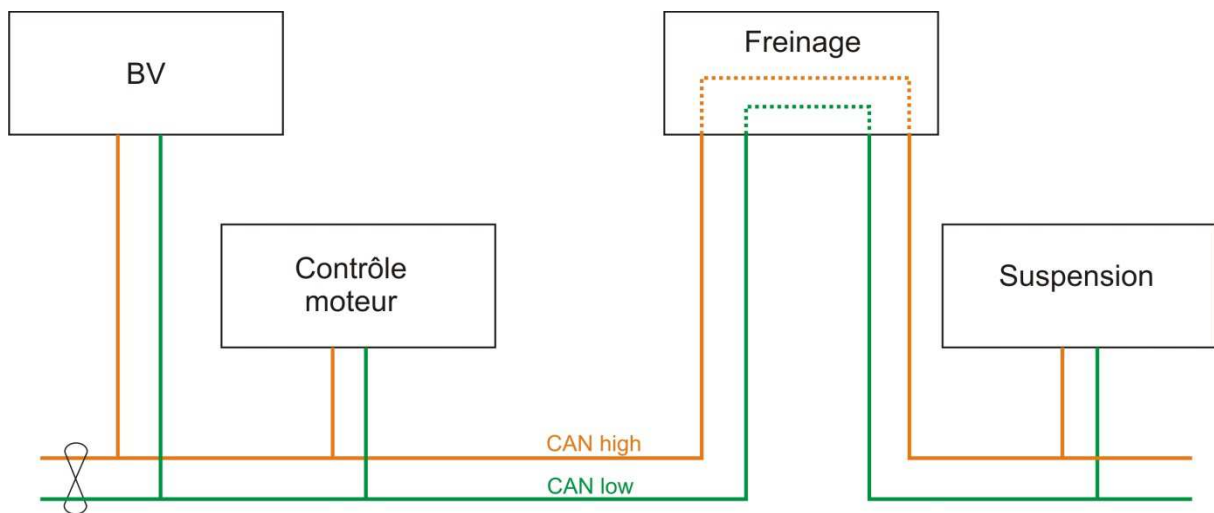 BV
Freinage
Contrôle
moteur
Suspension
CAN high
CAN low